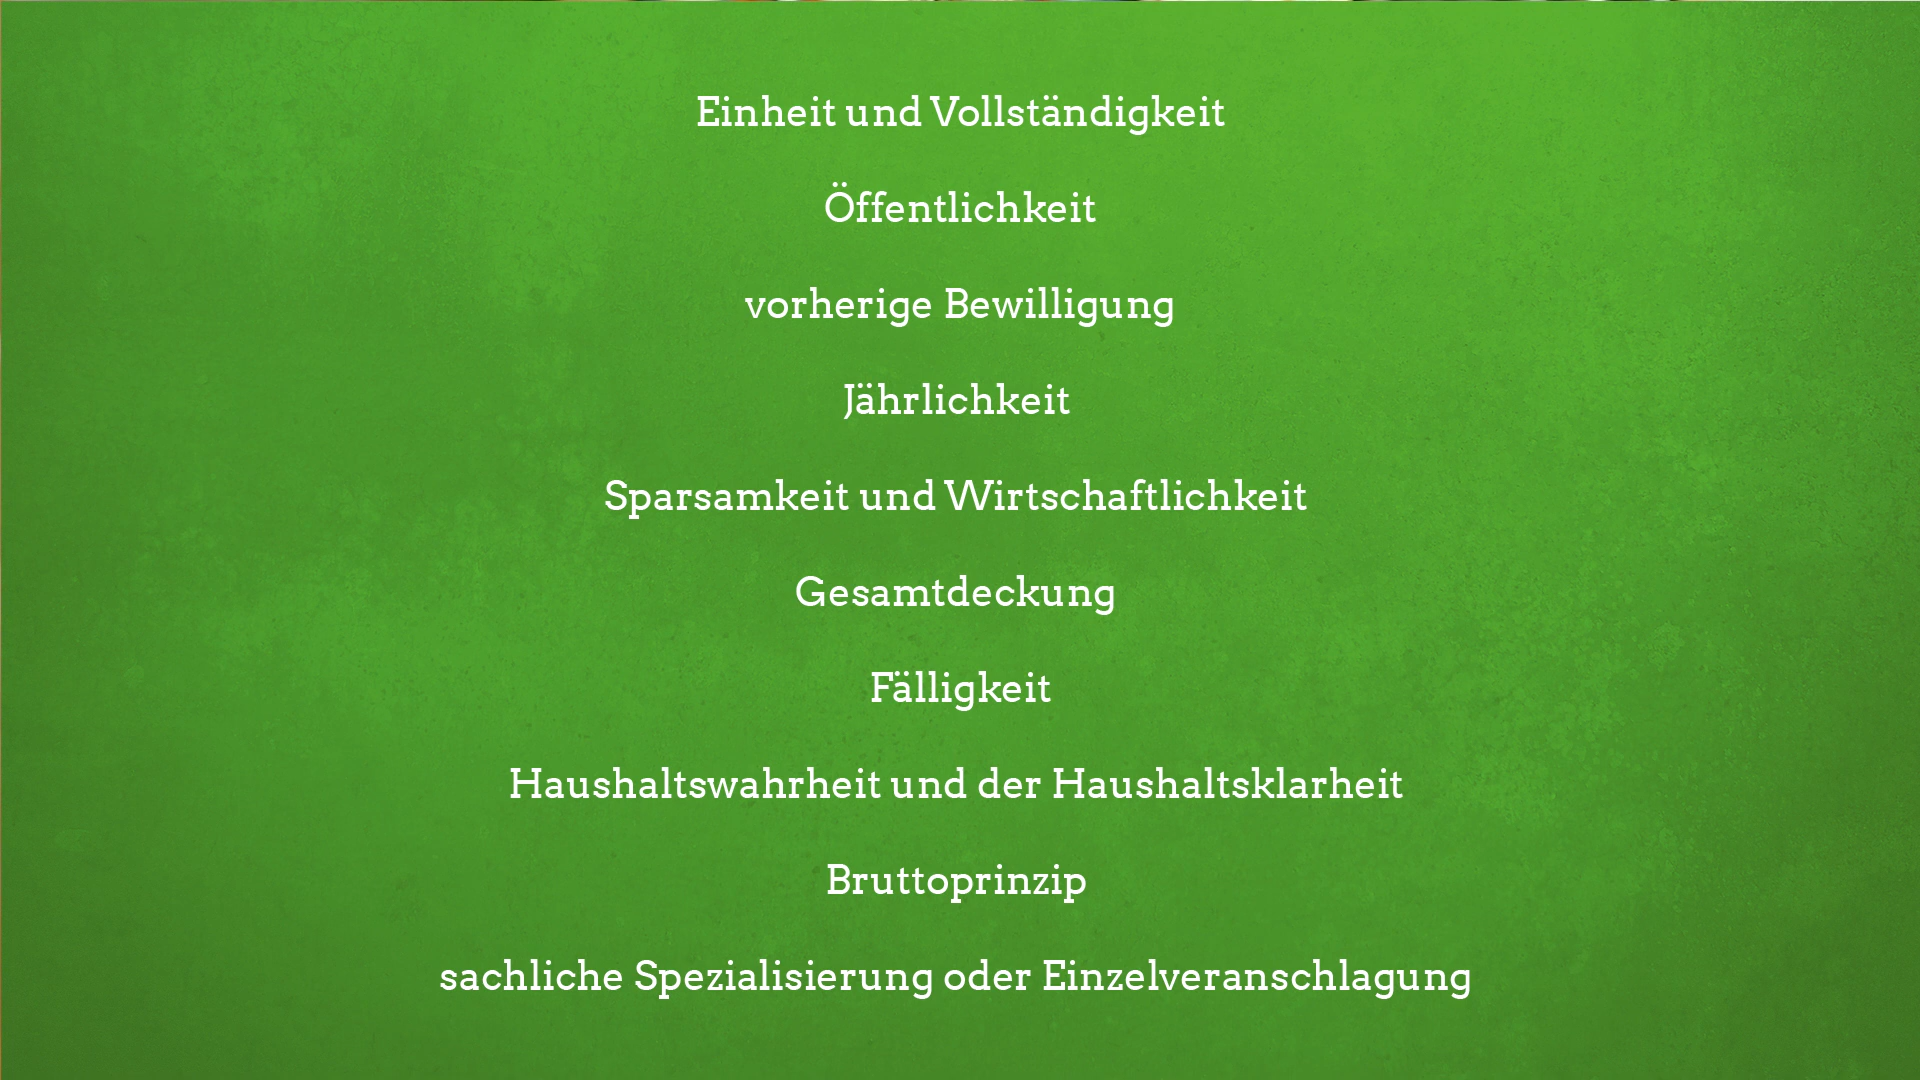 Einheit und Vollständigkeit
Öffentlichkeit
vorherige Bewilligung
Jährlichkeit
Sparsamkeit und Wirtschaftlichkeit
Gesamtdeckung
Fälligkeit
Haushaltswahrheit und der Haushaltsklarheit
Bruttoprinzip
sachliche Spezialisierung oder Einzelveranschlagung